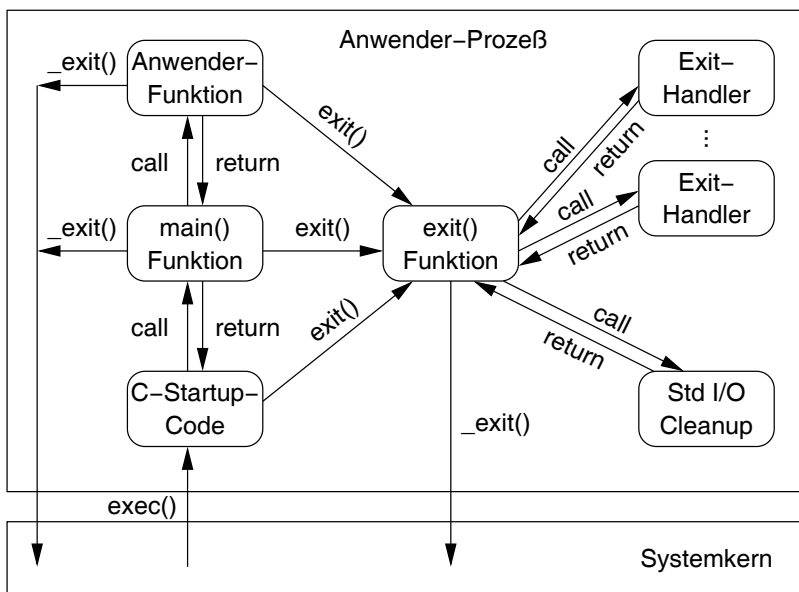 Anwender–Prozeß
_exit()
Anwender–
Funktion
exit()
call
return
Exit–
Handler
...
call
return
Exit–
Handler
call
return
_exit()
main()
Funktion
exit()
exit()
Funktion
call
return
exit()
call
return
C–Startup–
Code
_exit()
Std I/O
Cleanup
exec()
Systemkern